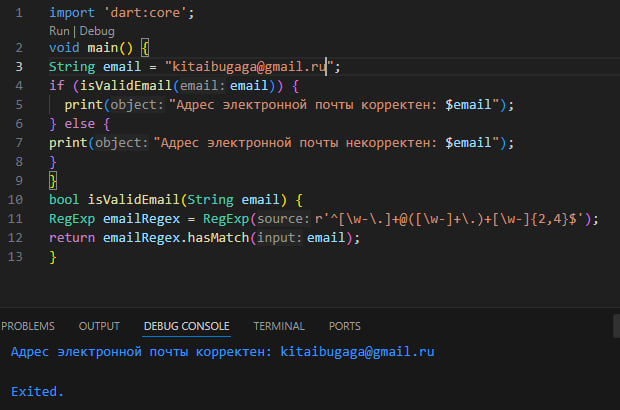 1 import 'dart:core';
Run | Debug
2 void main() {
3 String email = "kitaibugaga@gmail.ru";
4 if (isValidEmail(email: email)) {
5 print(object: "Адрес электронной почты корректен: $email");
6 } else {
7 print(object: "Адрес электронной почты некорректен: $email");
8 }
9 }
10 bool isValidEmail(String email) {
11 RegExp emailRegex = RegExp(source: r'^[\w-\.]+@([\w-]+\.)+[\w-]{2,4}$');
12 return emailRegex.hasMatch(input: email);
13 }
PROBLEMS OUTPUT DEBUG CONSOLE TERMINAL PORTS
Адрес электронной почты корректен: kitaibugaga@gmail.ru
Exited.